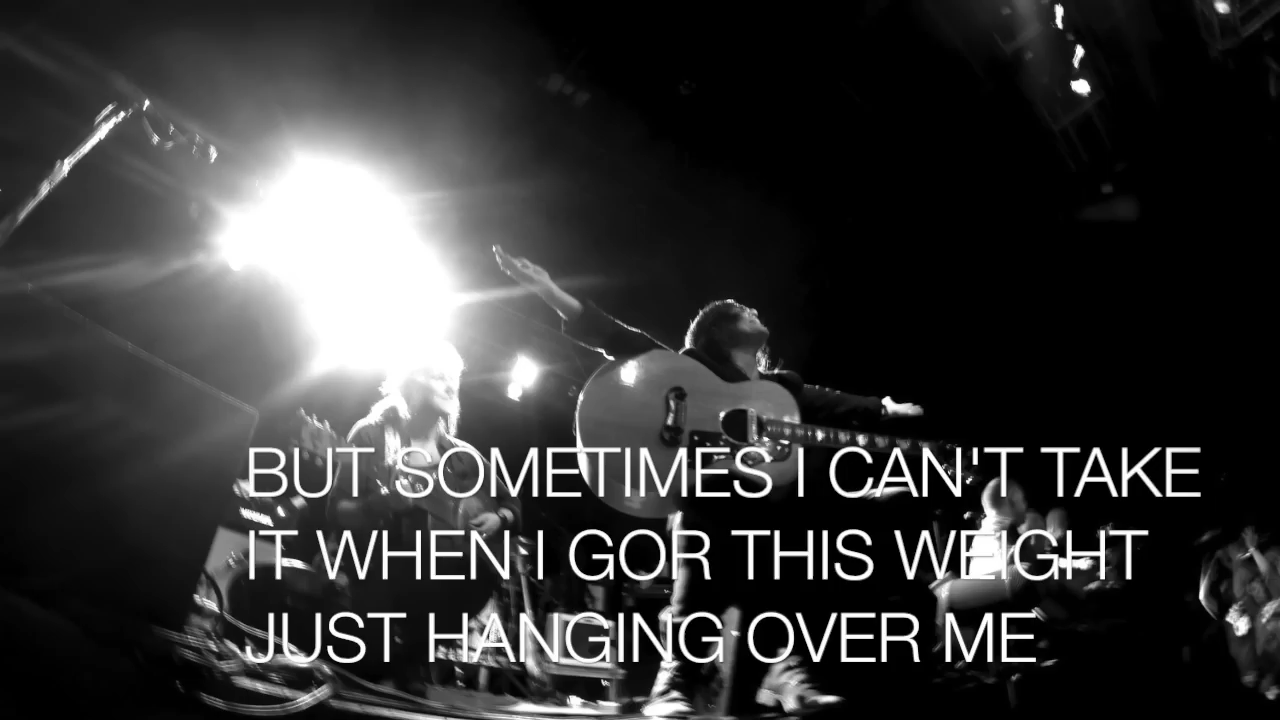 BUT SOMETIMES I CAN'T TAKE
IT WHEN I GOR THIS WEIGHT
JUST HANGING OVER ME